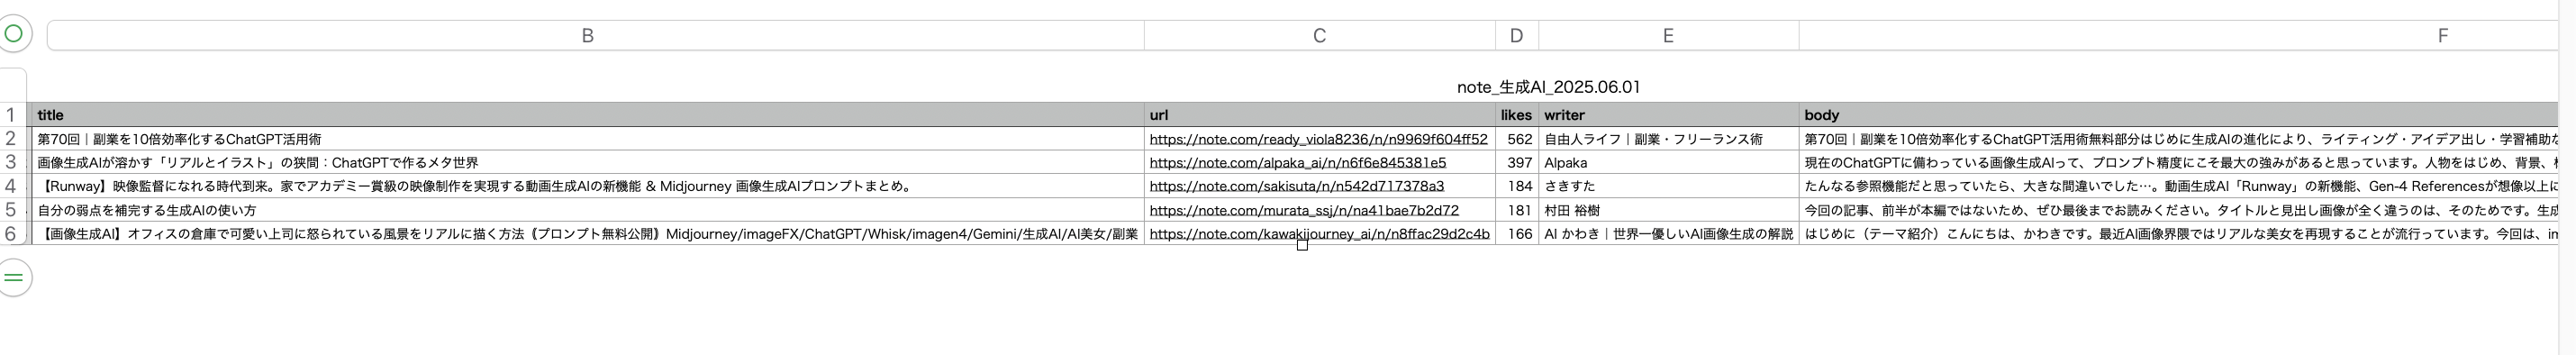 B C D E F
note_生成AI_2025.06.01
1 title url likes writer body
2 第70回｜副業を10倍効率化するChatGPT活用術 https://note.com/ready_viola8236/n/n9969f604ff52 562 自由人ライフ｜副業・フリーランス術 第70回｜副業を10倍効率化するChatGPT活用術無料部分はじめに生成AIの進化により、ライティング・アイデア出し・学習補助な
3 画像生成AIが溶かす「リアルとイラスト」の狭間：ChatGPTで作るメタ世界 https://note.com/alpaka_ai/n/n6f6e845381e5 397 Alpaka 現在のChatGPTに備わっている画像生成AIって、プロンプト精度にこそ最大の強みがあると思っています。人物をはじめ、背景、
4 【Runway】映像監督になれる時代到来。家でアカデミー賞級の映像制作を実現する動画生成AIの新機能 & Midjourney 画像生成AIプロンプトまとめ。 https://note.com/sakisuta/n/n542d717378a3 184 さきすた たんなる参照機能だと思っていたら、大きな間違いでした…。動画生成AI「Runway」の新機能、Gen-4 Referencesが想像以上に
5 自分の弱点を補完する生成AIの使い方 https://note.com/murata_ssj/n/na41bae7b2d72 181 村田 裕樹 今回の記事、前半が本編ではないため、ぜひ最後までお読みください。タイトルと見出し画像が全く違うのは、そのためです。生成
6 【画像生成AI】オフィスの倉庫で可愛い上司に怒られている風景をリアルに描く方法《プロンプト無料公開》Midjourney/imageFX/ChatGPT/Whisk/imagen4/Gemini/生成AI/AI美女/副業 https://note.com/kawakijourney_ai/n/n8ffac29d2c4b 166 AI かわき｜世界一優しいAI画像生成の解説 はじめに（テーマ紹介）こんにちは、かわきです。最近AI画像界隈ではリアルな美女を再現することが流行っています。今回は、im